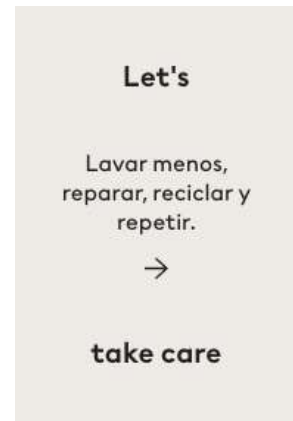 Let's
Lavar menos,
reparar, reciclar y
repetir.
→
take care